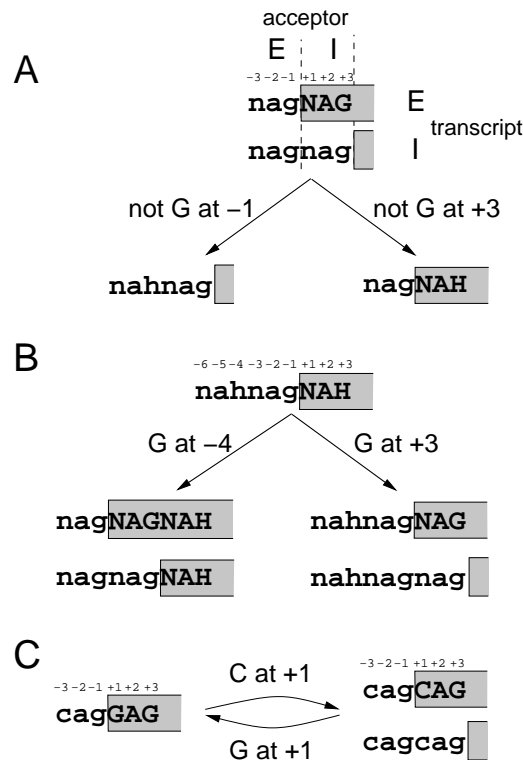 acceptor
A
E I
-3 -2 -1 +1 +2 +3
nagNAG E
transcript
nagnag I
not G at −1 not G at +3
nahnag nagNAH
B
-6 -5 -4 -3 -2 -1 +1 +2 +3
nahnagNAH
G at −4 G at +3
nagNAGNAH nahnagNAG
nagnagNAH nahnagnag
C
-3 -2 -1 +1 +2 +3 C at +1 -3 -2 -1 +1 +2 +3
cagGAG cagCAG
G at +1 cagcag